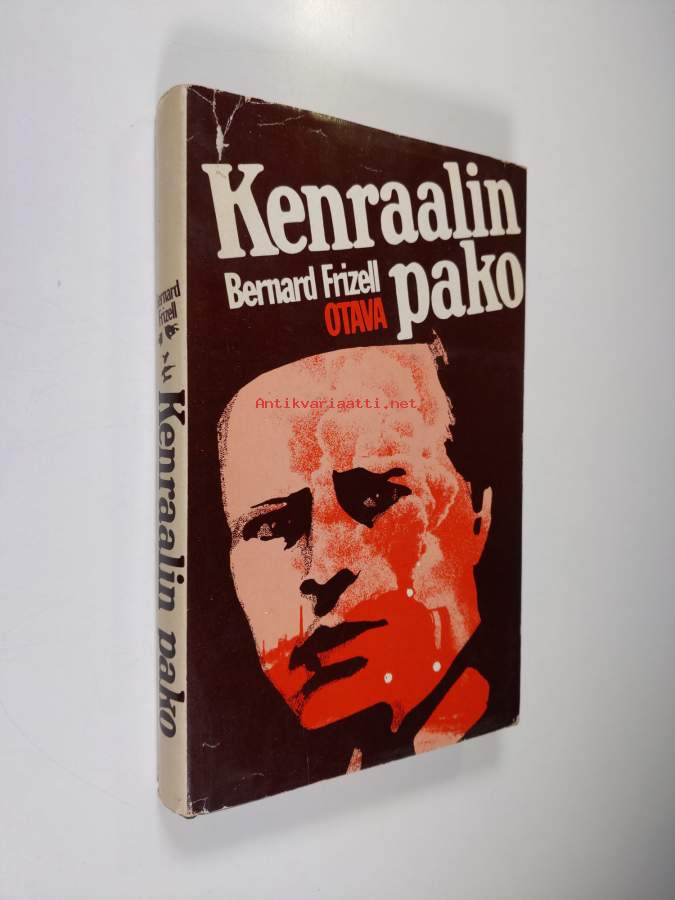 Kenraalin
pako
Bernard Frizell
OTAVA
Antikvariaatti.net
Bernard
Frizell
Kenraalin pako